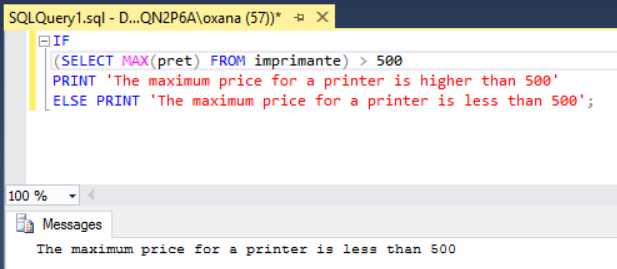 SQLQuery1.sql - D...QN2P6A\oxana (57))*
IF
(SELECT MAX(pret) FROM imprimante) > 500
PRINT 'The maximum price for a printer is higher than 500'
ELSE PRINT 'The maximum price for a printer is less than 500';
100 %
Messages
The maximum price for a printer is less than 500